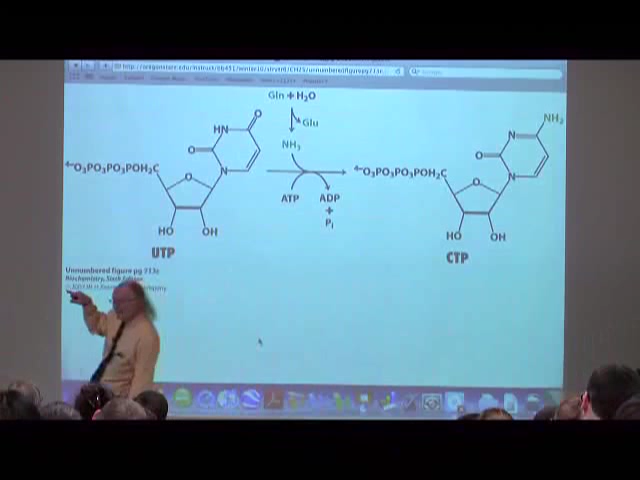 Gln + H₂O
Glu
NH₃
ATP
ADP
+
Pᵢ
O
HN
O
N
O₃PO₃PO₃POH₂C
O
HO
OH
UTP
NH₂
N
O
N
O₃PO₃PO₃POH₂C
O
HO
OH
CTP
Unnumbered figure pg 713c
Biochemistry, Sixth Edition